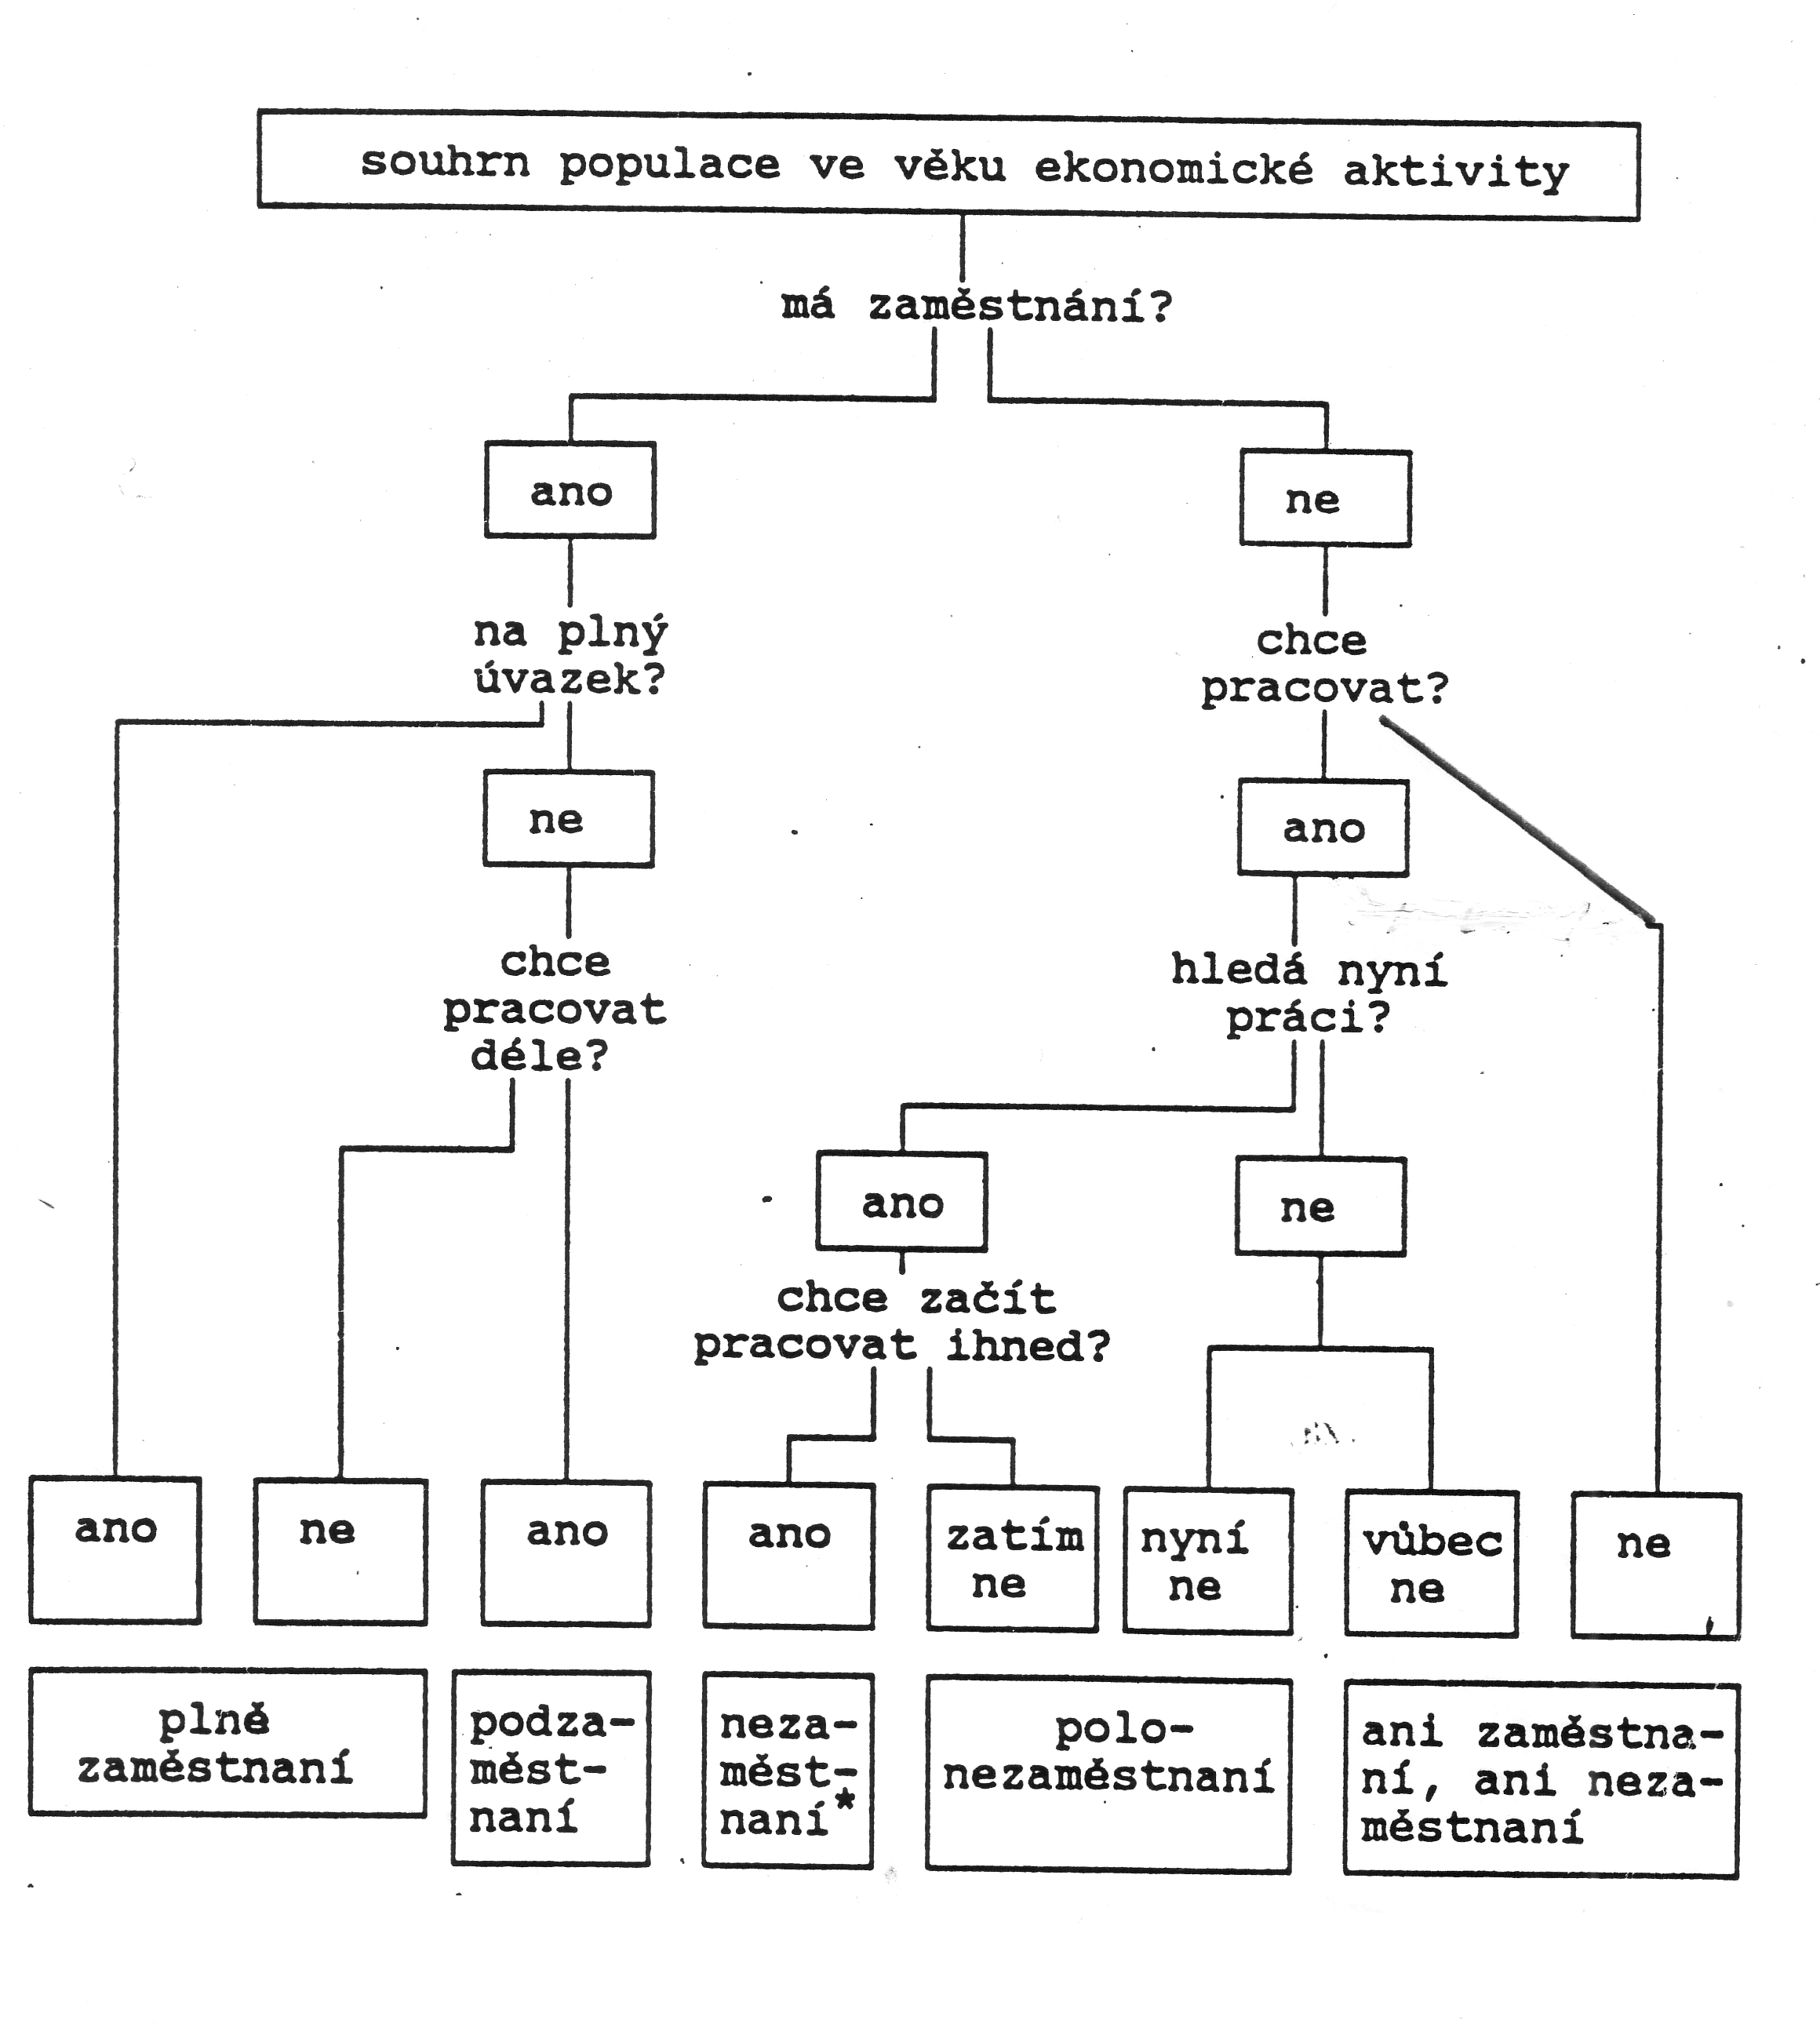 souhrn populace ve věku ekonomické aktivity
má zaměstnání?
ano
ne
na plný
úvazek?
chce
pracovat?
ne
ano
chce
pracovat
déle?
hledá nyní
práci?
ano
ne
chce začít
pracovat ihned?
ano
ne
ano
ano
zatím
ne
nyní
ne
vůbec
ne
ne
plně
zaměstnaní
podza-
měst-
naní
neza-
měst-
naní*
polo-
nezaměstnaní
ani zaměstna-
ní, ani neza-
městnaní